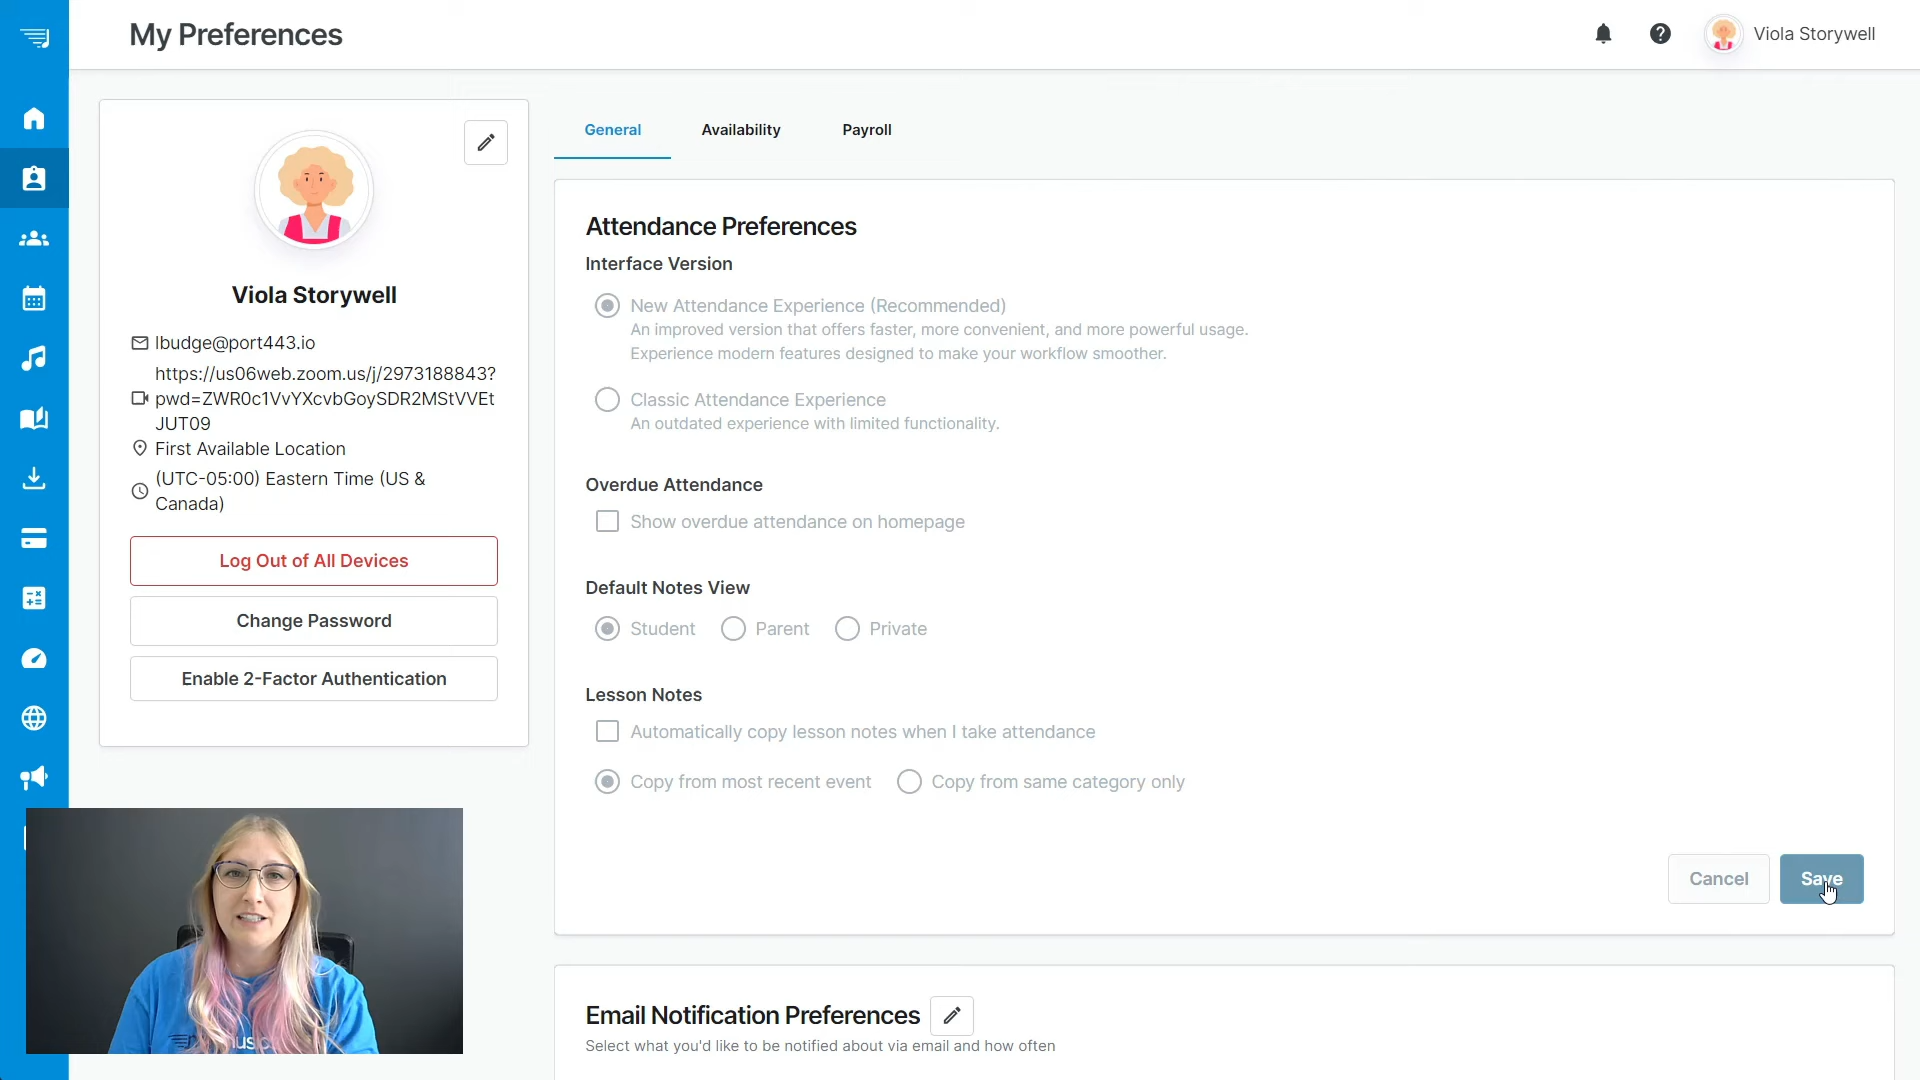 My Preferences
Viola Storywell
General
Availability
Payroll
Viola Storywell
lbudge@port443.io
https://us06web.zoom.us/j/2973188843?
pwd=ZWR0c1VvYXcvbGoySDR2MStVVEt
JUT09
First Available Location
(UTC-05:00) Eastern Time (US &
Canada)
Log Out of All Devices
Change Password
Enable 2-Factor Authentication
Attendance Preferences
Interface Version
New Attendance Experience (Recommended)
An improved version that offers faster, more convenient, and more powerful usage.
Experience modern features designed to make your workflow smoother.
Classic Attendance Experience
An outdated experience with limited functionality.
Overdue Attendance
Show overdue attendance on homepage
Default Notes View
Student
Parent
Private
Lesson Notes
Automatically copy lesson notes when I take attendance
Copy from most recent event
Copy from same category only
Cancel
Save
Email Notification Preferences
Select what you'd like to be notified about via email and how often